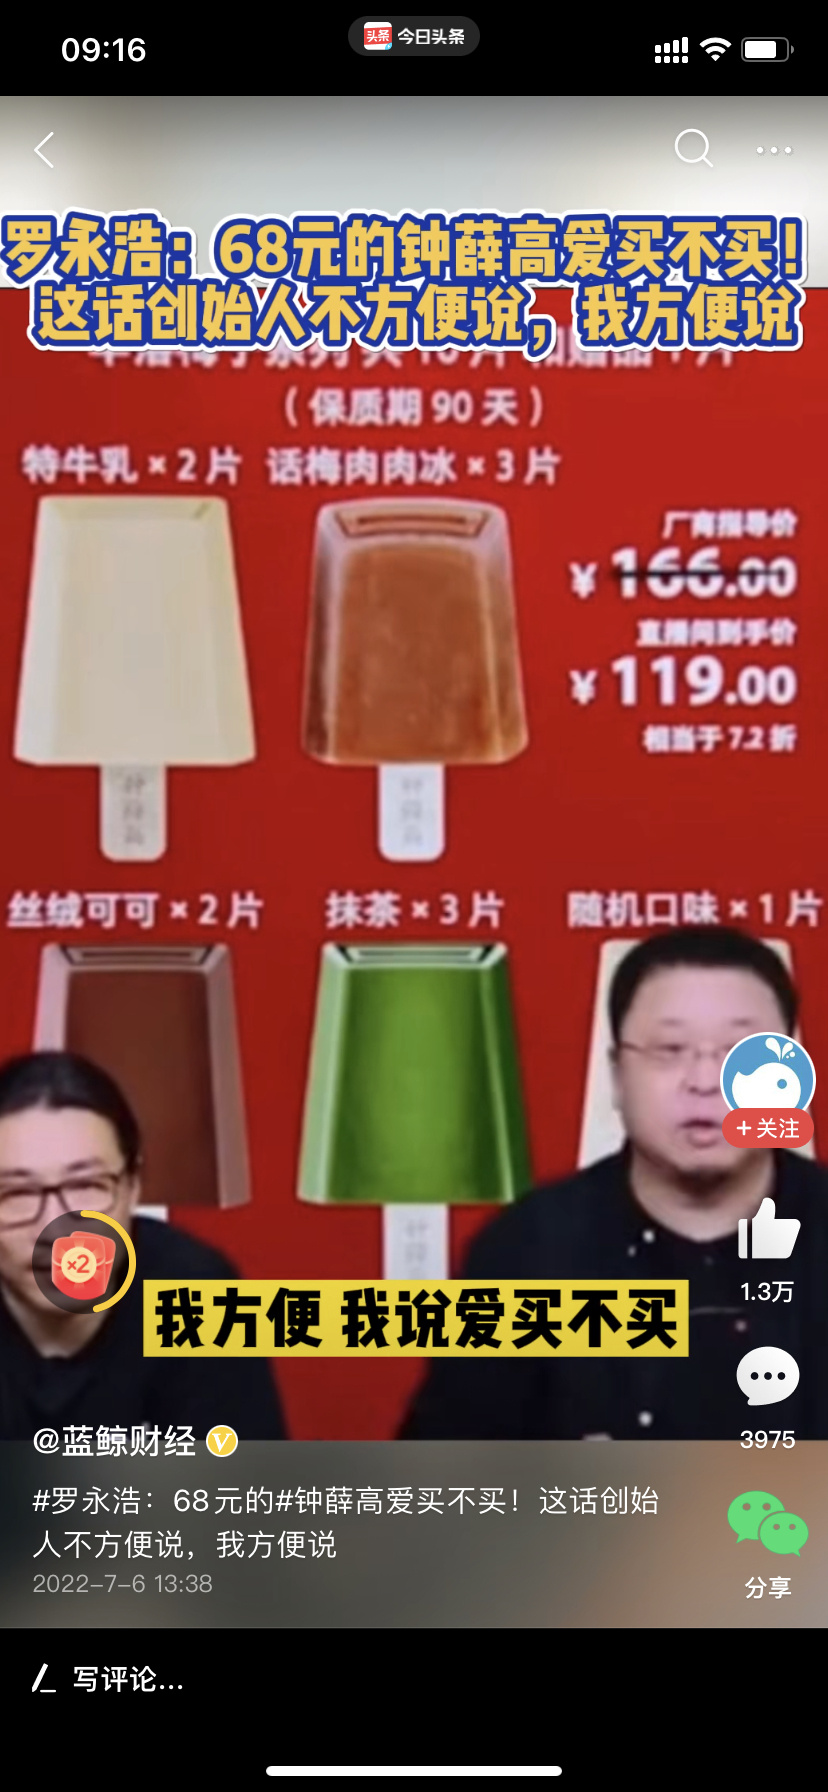 09:16
头条 今日头条
罗永浩：68元的钟薛高爱买不买！
这话创始人不方便说，我方便说
（保质期 90 天）
特牛乳 × 2 片 话梅肉肉冰 × 3 片
厂商指导价
¥ 166.00
直播间到手价
¥ 119.00
相当于 7.2 折
丝绒可可 × 2 片 抹茶 × 3 片 随机口味 × 1 片
+ 关注
×2
1.3万
我方便 我说爱买不买
3975
@蓝鲸财经 V
#罗永浩：68元的#钟薛高爱买不买！这话创始
人不方便说，我方便说
2022-7-6 13:38
分享
写评论...